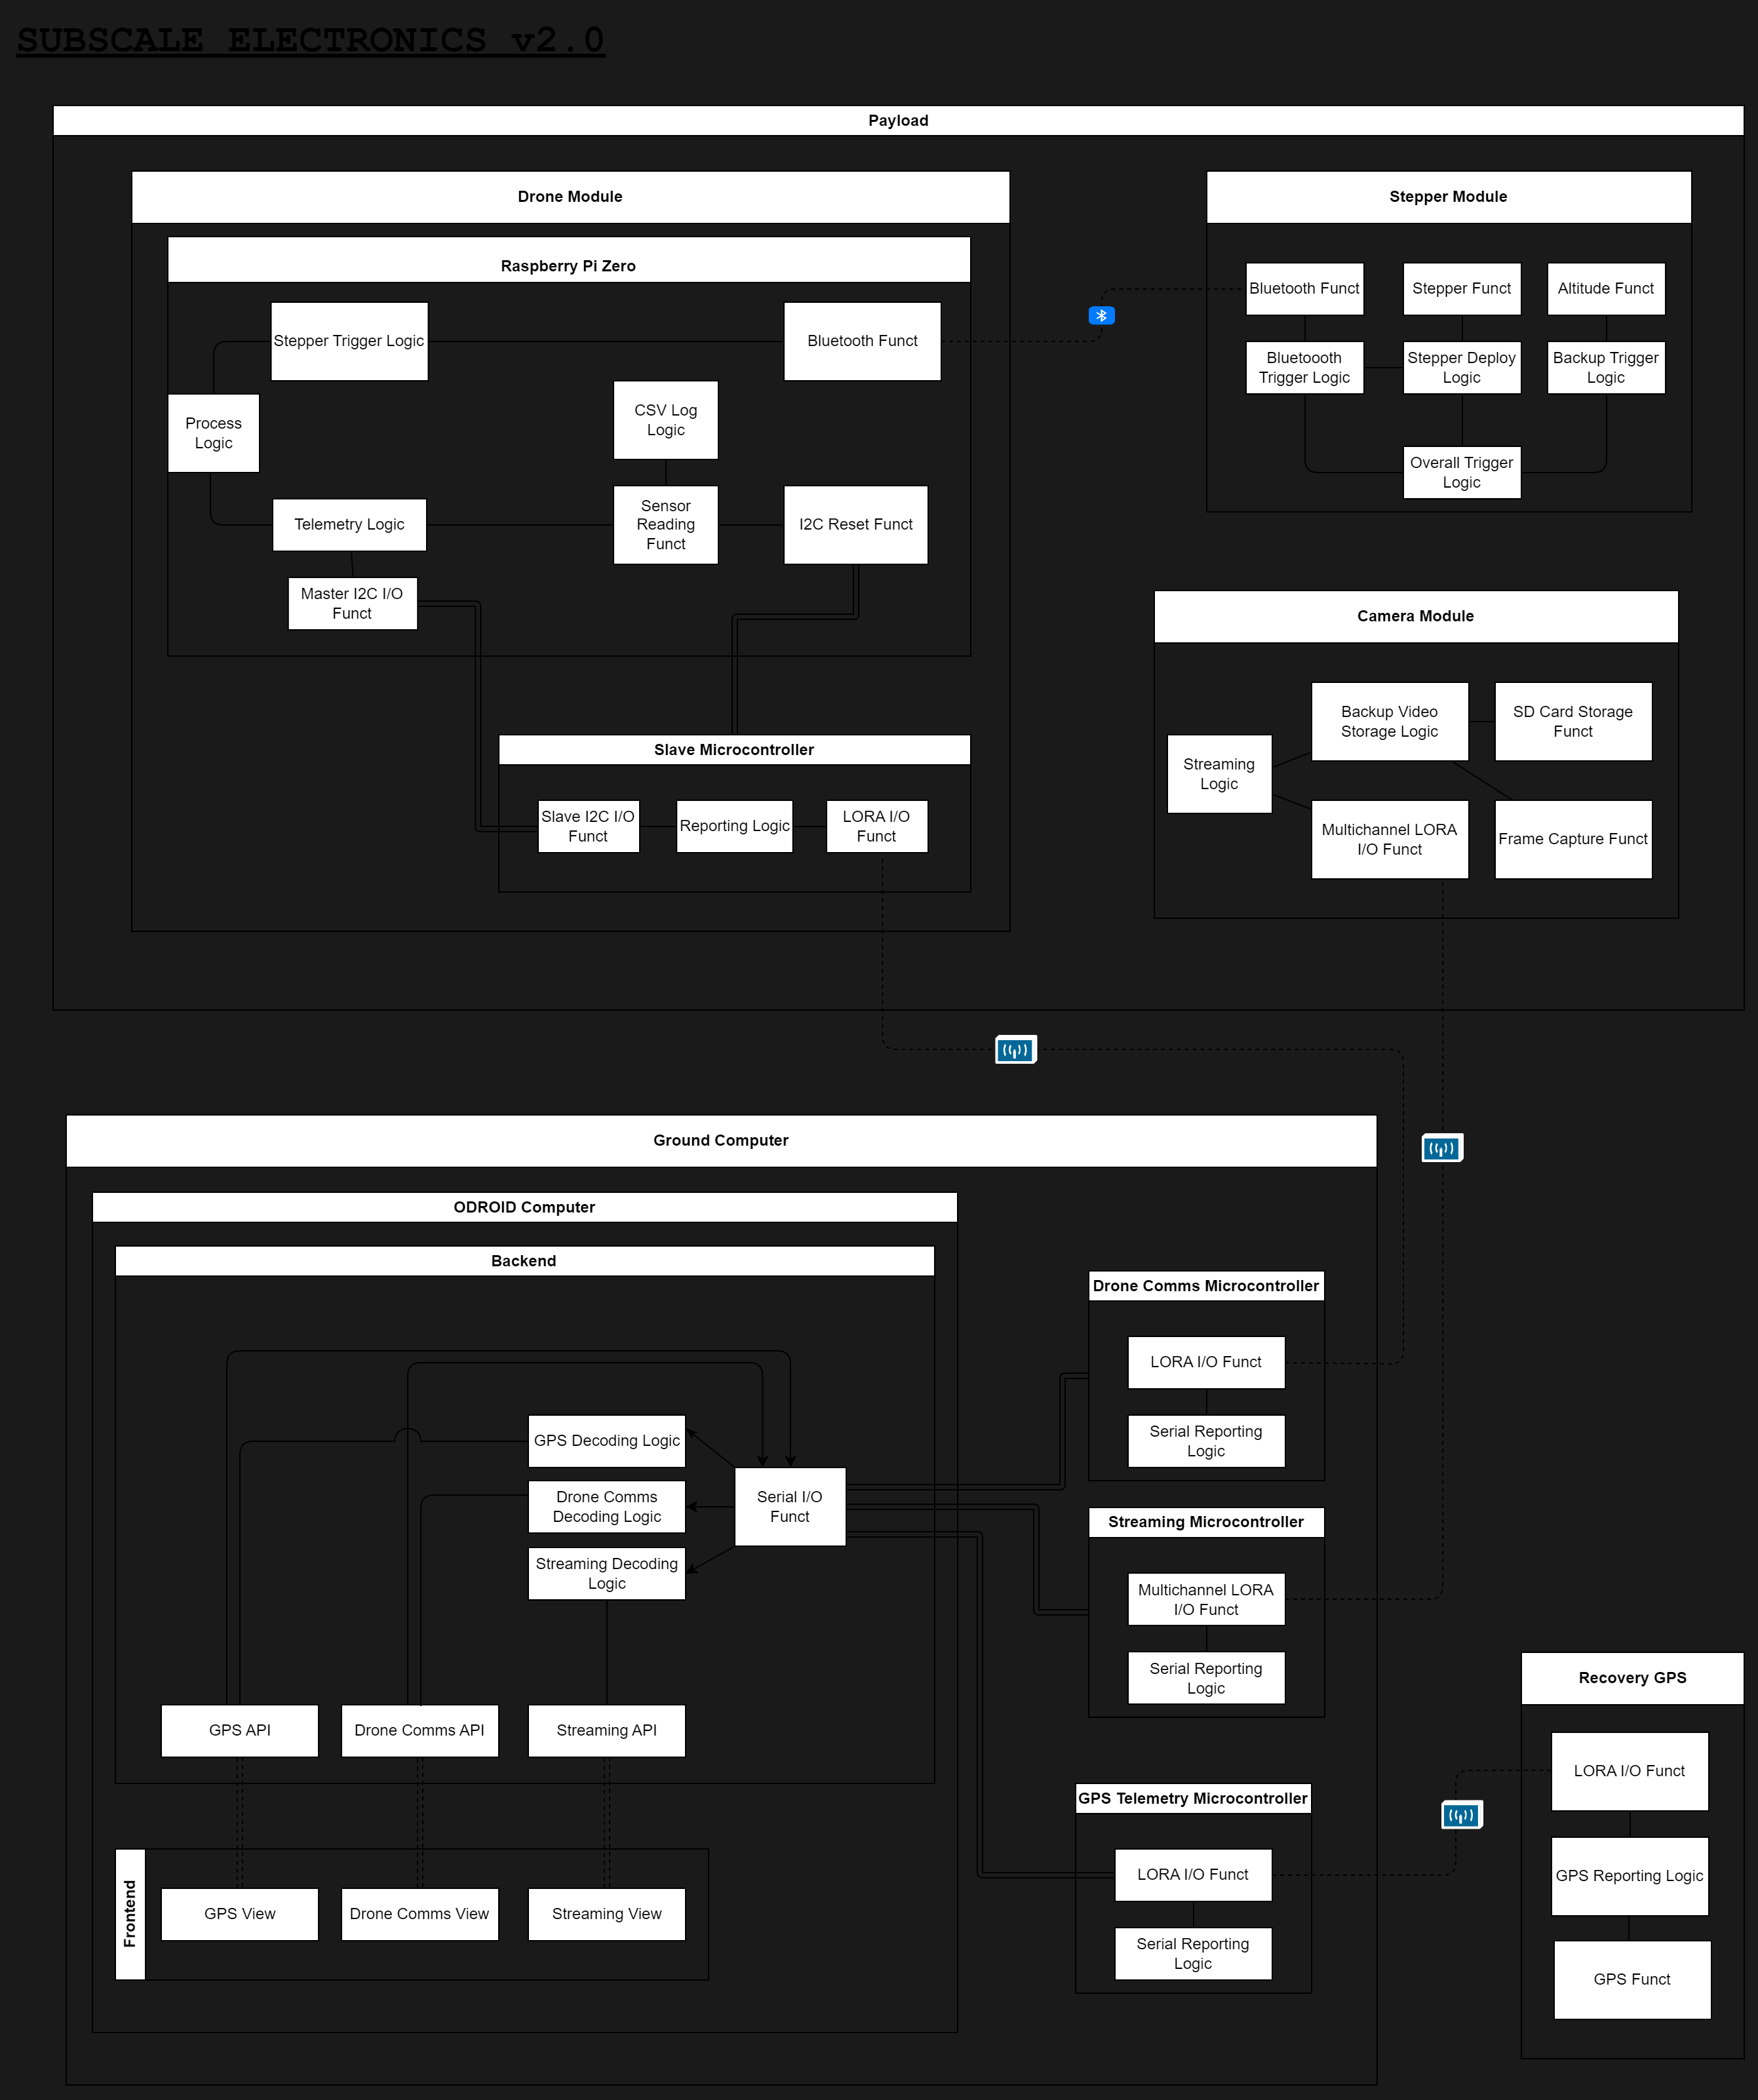 SUBSCALE ELECTRONICS v2.0
Payload
Drone Module
Raspberry Pi Zero
Stepper Trigger Logic
Bluetooth Funct
Process
Logic
CSV Log
Logic
Telemetry Logic
Sensor
Reading
Funct
I2C Reset Funct
Master I2C I/O
Funct
Slave Microcontroller
Slave I2C I/O
Funct
Reporting Logic
LORA I/O
Funct
Stepper Module
Bluetooth Funct
Stepper Funct
Altitude Funct
Bluetoooth
Trigger Logic
Stepper Deploy
Logic
Backup Trigger
Logic
Overall Trigger
Logic
Camera Module
Streaming
Logic
Backup Video
Storage Logic
SD Card Storage
Funct
Multichannel LORA
I/O Funct
Frame Capture Funct
Ground Computer
ODROID Computer
Backend
GPS Decoding Logic
Drone Comms
Decoding Logic
Streaming Decoding
Logic
Serial I/O
Funct
GPS API
Drone Comms API
Streaming API
Frontend
GPS View
Drone Comms View
Streaming View
Drone Comms Microcontroller
LORA I/O Funct
Serial Reporting
Logic
Streaming Microcontroller
Multichannel LORA
I/O Funct
Serial Reporting
Logic
GPS Telemetry Microcontroller
LORA I/O Funct
Serial Reporting
Logic
Recovery GPS
LORA I/O Funct
GPS Reporting Logic
GPS Funct